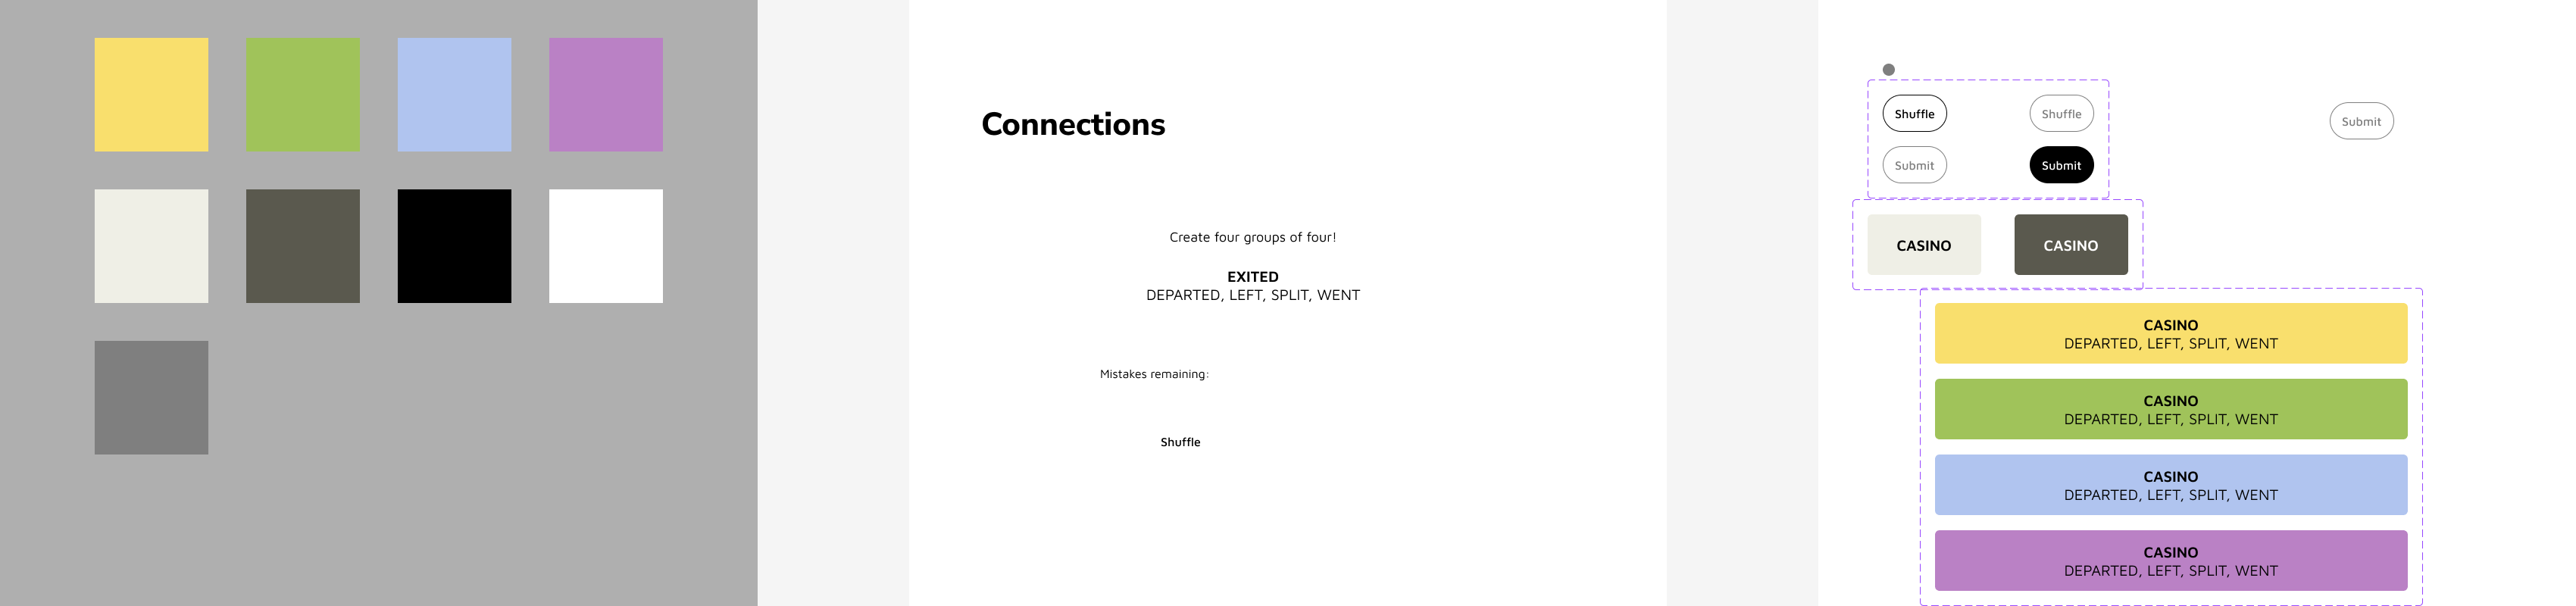 Connections
Create four groups of four!
EXITED
DEPARTED, LEFT, SPLIT, WENT
Mistakes remaining:
Shuffle
Shuffle
Shuffle
Submit
Submit
Submit
CASINO
CASINO
CASINO
DEPARTED, LEFT, SPLIT, WENT
CASINO
DEPARTED, LEFT, SPLIT, WENT
CASINO
DEPARTED, LEFT, SPLIT, WENT
CASINO
DEPARTED, LEFT, SPLIT, WENT